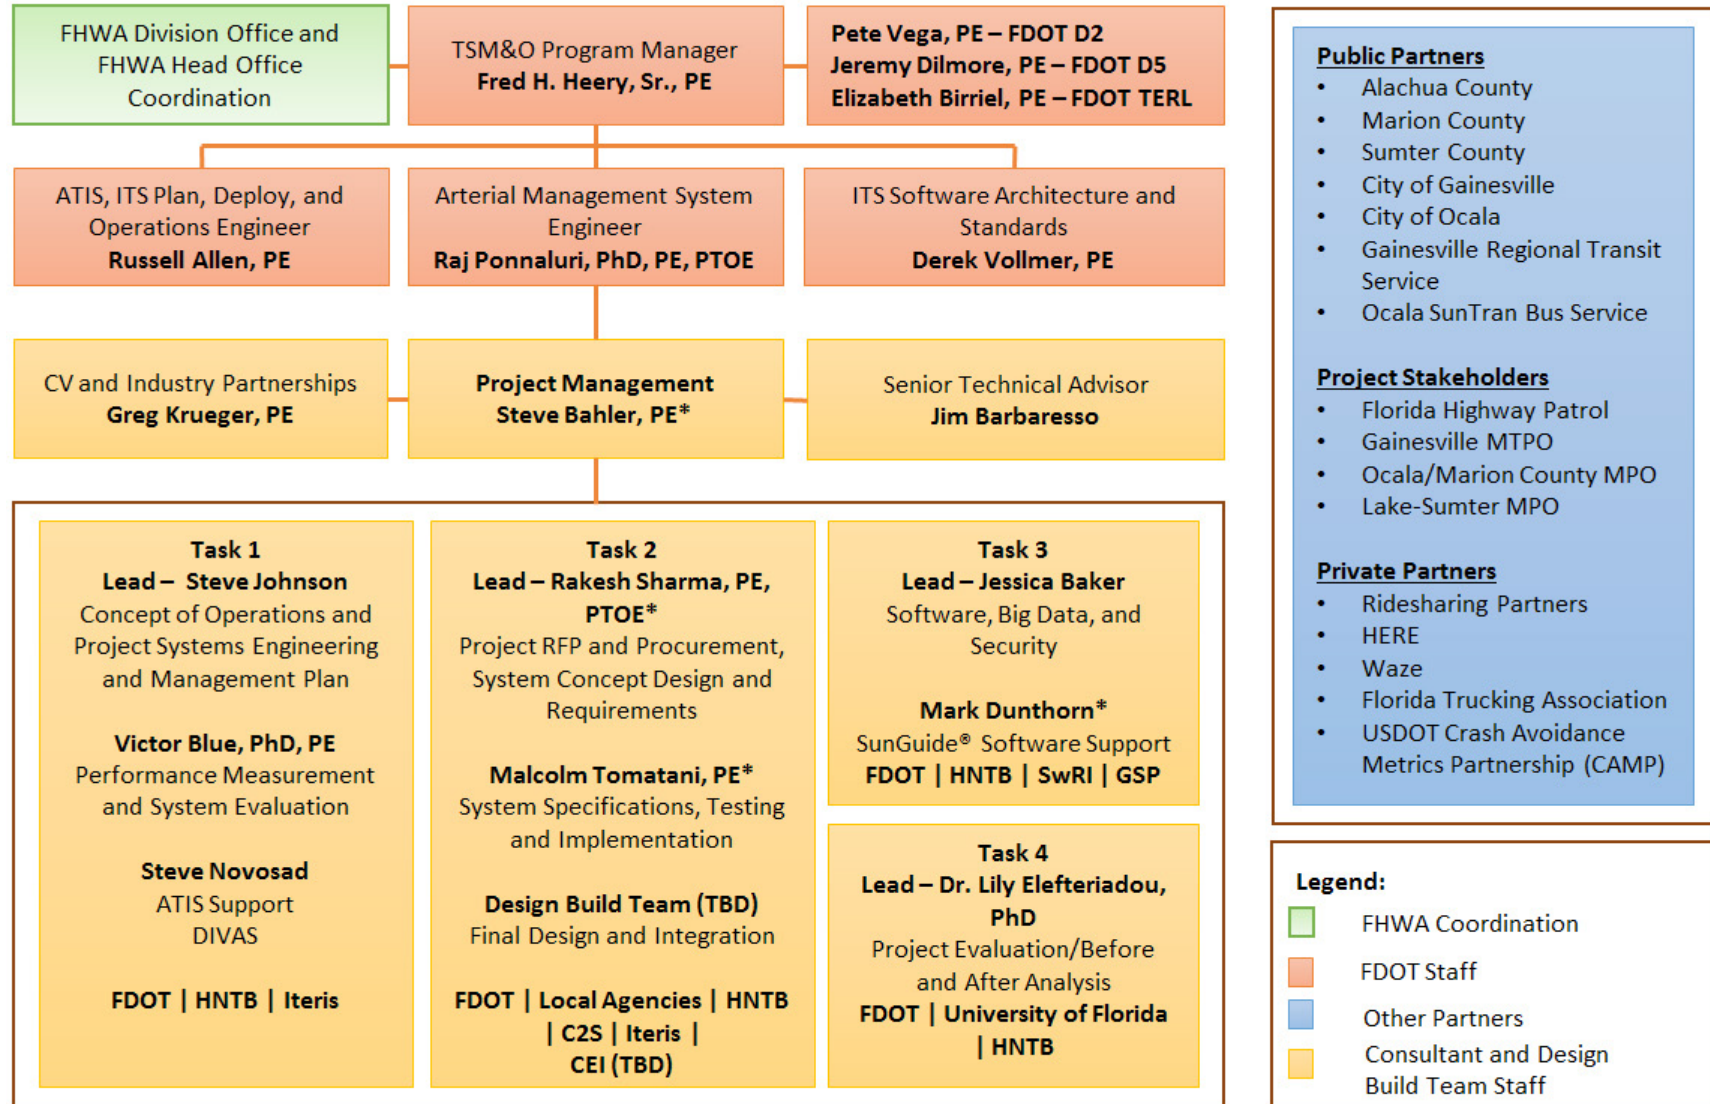 FHWA Division Office and
FHWA Head Office
Coordination
TSM&O Program Manager
Fred H. Heery, Sr., PE
Pete Vega, PE – FDOT D2
Jeremy Dilmore, PE – FDOT D5
Elizabeth Birriel, PE – FDOT TERL
ATIS, ITS Plan, Deploy, and
Operations Engineer
Russell Allen, PE
Arterial Management System
Engineer
Raj Ponnaluri, PhD, PE, PTOE
ITS Software Architecture and
Standards
Derek Vollmer, PE
CV and Industry Partnerships
Greg Krueger, PE
Project Management
Steve Bahler, PE*
Senior Technical Advisor
Jim Barbaresso
Task 1
Lead – Steve Johnson
Concept of Operations and
Project Systems Engineering
and Management Plan
Victor Blue, PhD, PE
Performance Measurement
and System Evaluation
Steve Novosad
ATIS Support
DIVAS
FDOT | HNTB | Iteris
Task 2
Lead – Rakesh Sharma, PE,
PTOE*
Project RFP and Procurement,
System Concept Design and
Requirements
Malcolm Tomatani, PE*
System Specifications, Testing
and Implementation
Design Build Team (TBD)
Final Design and Integration
FDOT | Local Agencies | HNTB
| C2S | Iteris |
CEI (TBD)
Task 3
Lead – Jessica Baker
Software, Big Data, and
Security
Mark Dunthorn*
SunGuide® Software Support
FDOT | HNTB | SwRI | GSP
Task 4
Lead – Dr. Lily Elefteriadou,
PhD
Project Evaluation/Before
and After Analysis
FDOT | University of Florida
| HNTB
Public Partners
• Alachua County
• Marion County
• Sumter County
• City of Gainesville
• City of Ocala
• Gainesville Regional Transit
Service
• Ocala SunTran Bus Service
Project Stakeholders
• Florida Highway Patrol
• Gainesville MTPO
• Ocala/Marion County MPO
• Lake-Sumter MPO
Private Partners
• Ridesharing Partners
• HERE
• Waze
• Florida Trucking Association
• USDOT Crash Avoidance
Metrics Partnership (CAMP)
Legend:
FHWA Coordination
FDOT Staff
Other Partners
Consultant and Design
Build Team Staff